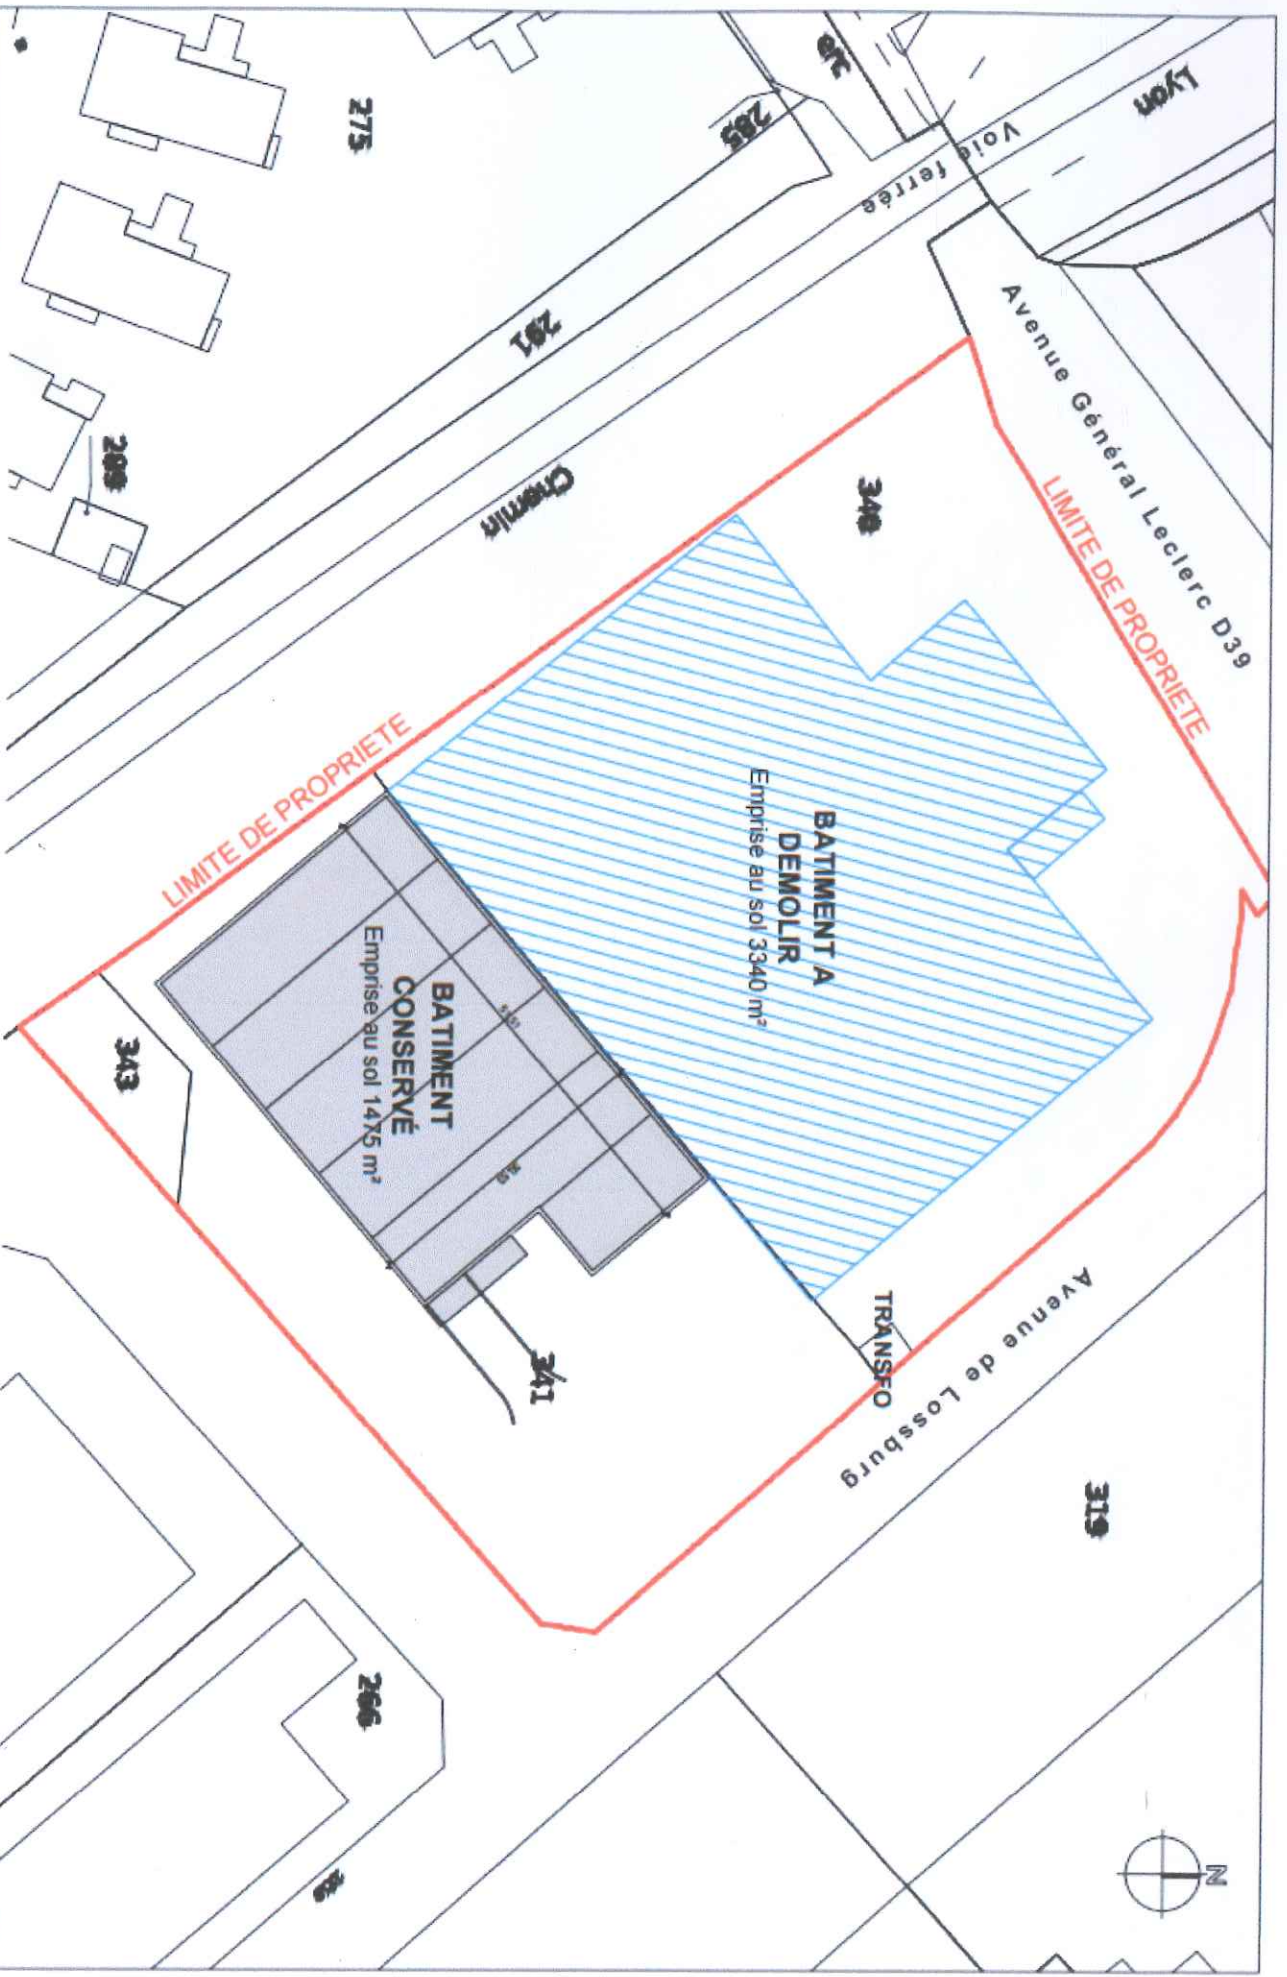 Lyon
Voie ferrée
Avenue Général Leclerc D39
LIMITE DE PROPRIETE
275
285
291
289
Chemin
340
BATIMENT A
DEMOLIR
Emprise au sol 3340 m²
LIMITE DE PROPRIETE
BATIMENT
CONSERVÉ
Emprise au sol 1475 m²
343
341
TRANSFO
Avenue de Lossburg
319
266
N